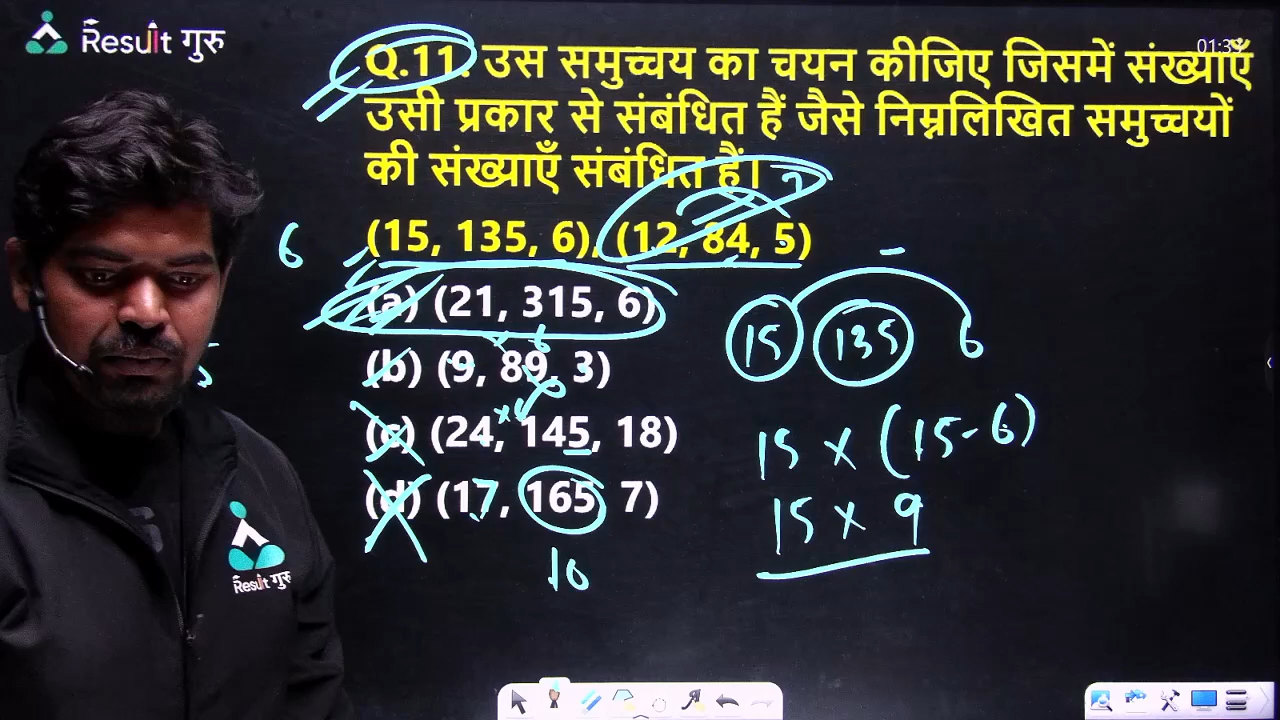 Result गुरु
01:39
Q.11. उस समुच्चय का चयन कीजिए जिसमें संख्याएँ
उसी प्रकार से संबंधित हैं जैसे निम्नलिखित समुच्चयों
की संख्याएँ संबंधित हैं।
(15, 135, 6), (12, 84, 5)
6
(a) (21, 315, 6)
(b) (9, 89, 3)
(c) (24, 145, 18)
(d) (17, 165, 7)
10
15 135 6
15 × (15-6)
15 × 9
Result गुरु